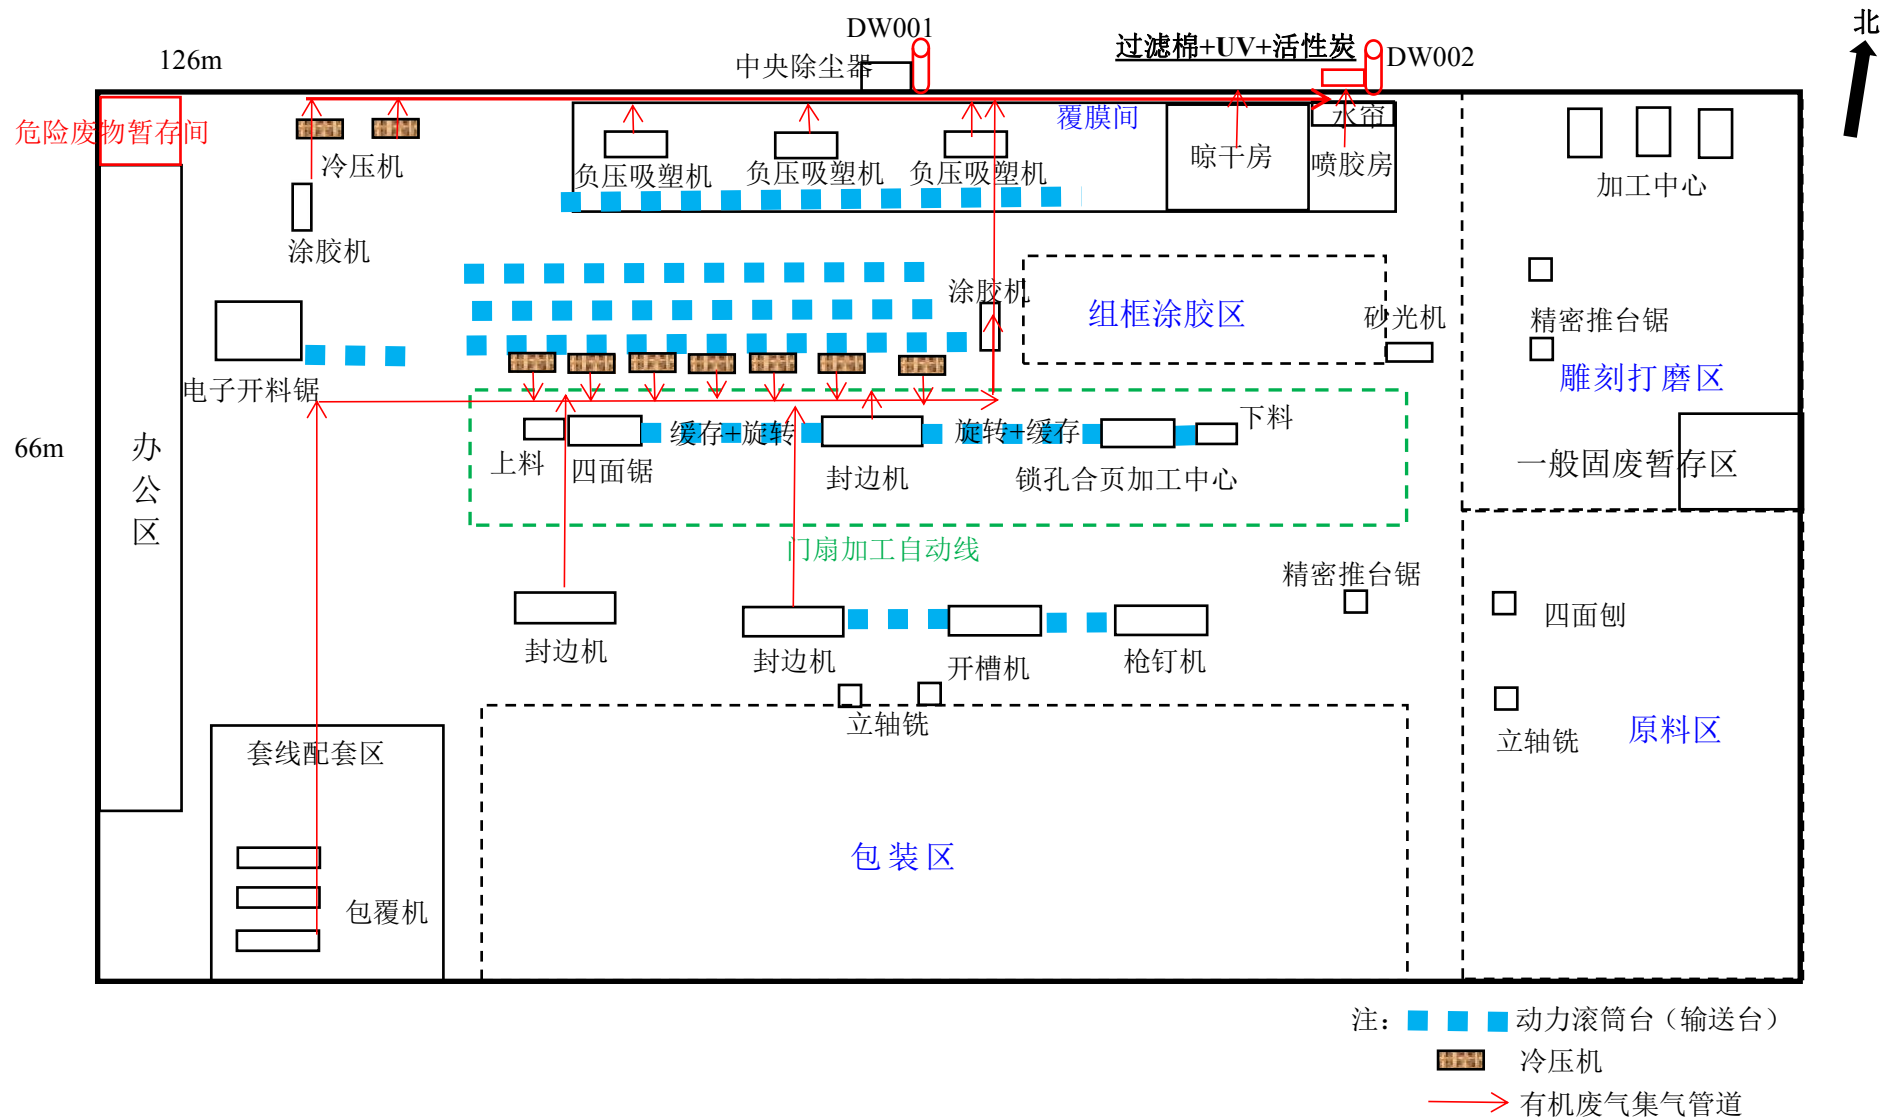 北
DW001
过滤棉+UV+活性炭
DW002
126m
中央除尘器
危险废物暂存间
覆膜间
水帘
冷压机
负压吸塑机
负压吸塑机
负压吸塑机
晾干房
喷胶房
加工中心
涂胶机
涂胶机
组框涂胶区
砂光机
精密推台锯
雕刻打磨区
电子开料锯
66m
办公区
上料
四面锯
缓存+旋转
封边机
旋转+缓存
锁孔合页加工中心
下料
一般固废暂存区
门扇加工自动线
精密推台锯
四面刨
封边机
封边机
开槽机
枪钉机
立轴铣
立轴铣
原料区
套线配套区
包覆机
包装区
注：
动力滚筒台（输送台）
冷压机
有机废气集气管道